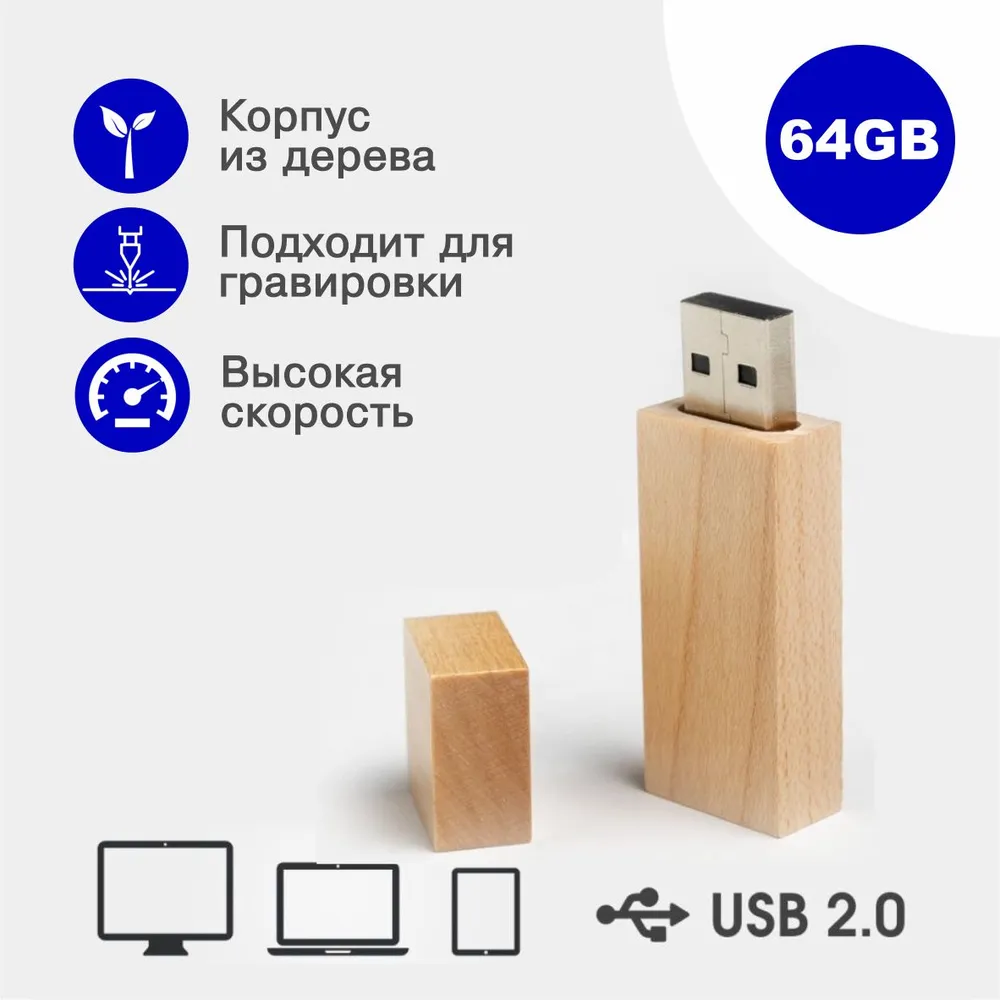 Корпус
из дерева
64GB
Подходит для
гравировки
Высокая
скорость
USB 2.0